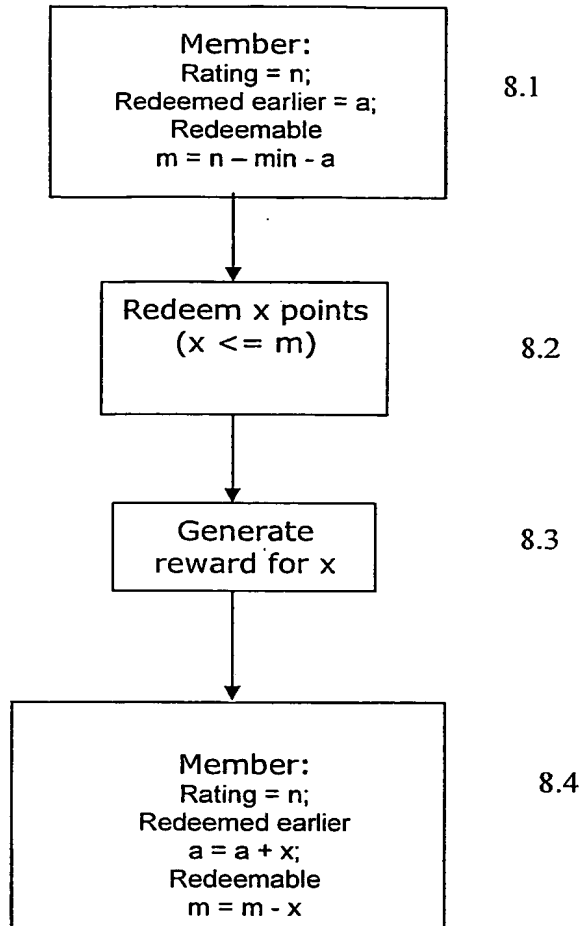 Member:
Rating = n;
Redeemed earlier = a;
Redeemable
m = n – min - a
8.1
Redeem x points
(x <= m)
8.2
Generate
reward for x
8.3
Member:
Rating = n;
Redeemed earlier
a = a + x;
Redeemable
m = m - x
8.4